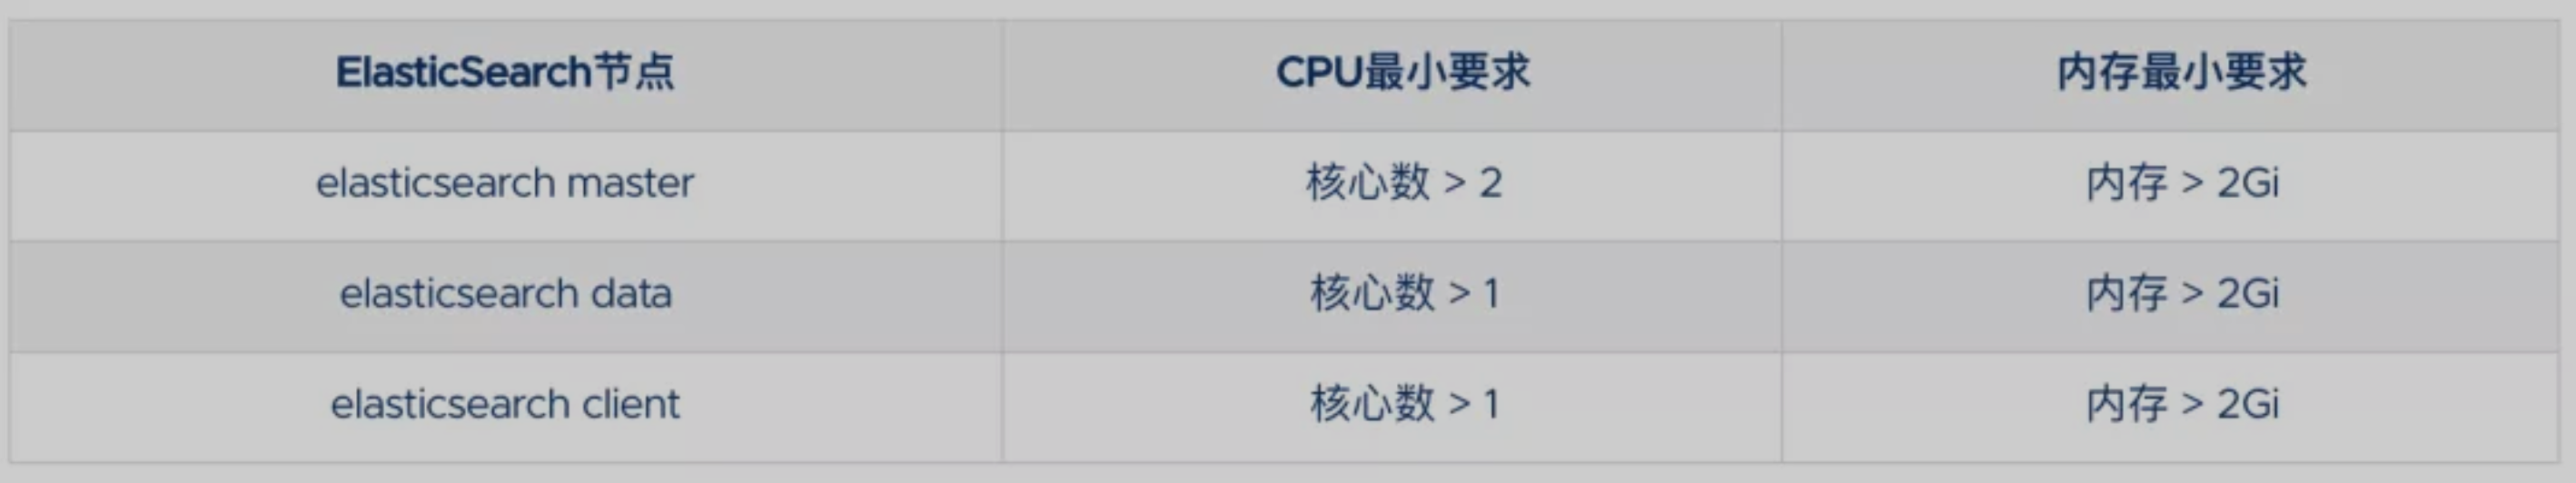 ElasticSearch节点 CPU最小要求 内存最小要求
elasticsearch master 核心数 > 2 内存 > 2Gi
elasticsearch data 核心数 > 1 内存 > 2Gi
elasticsearch client 核心数 > 1 内存 > 2Gi